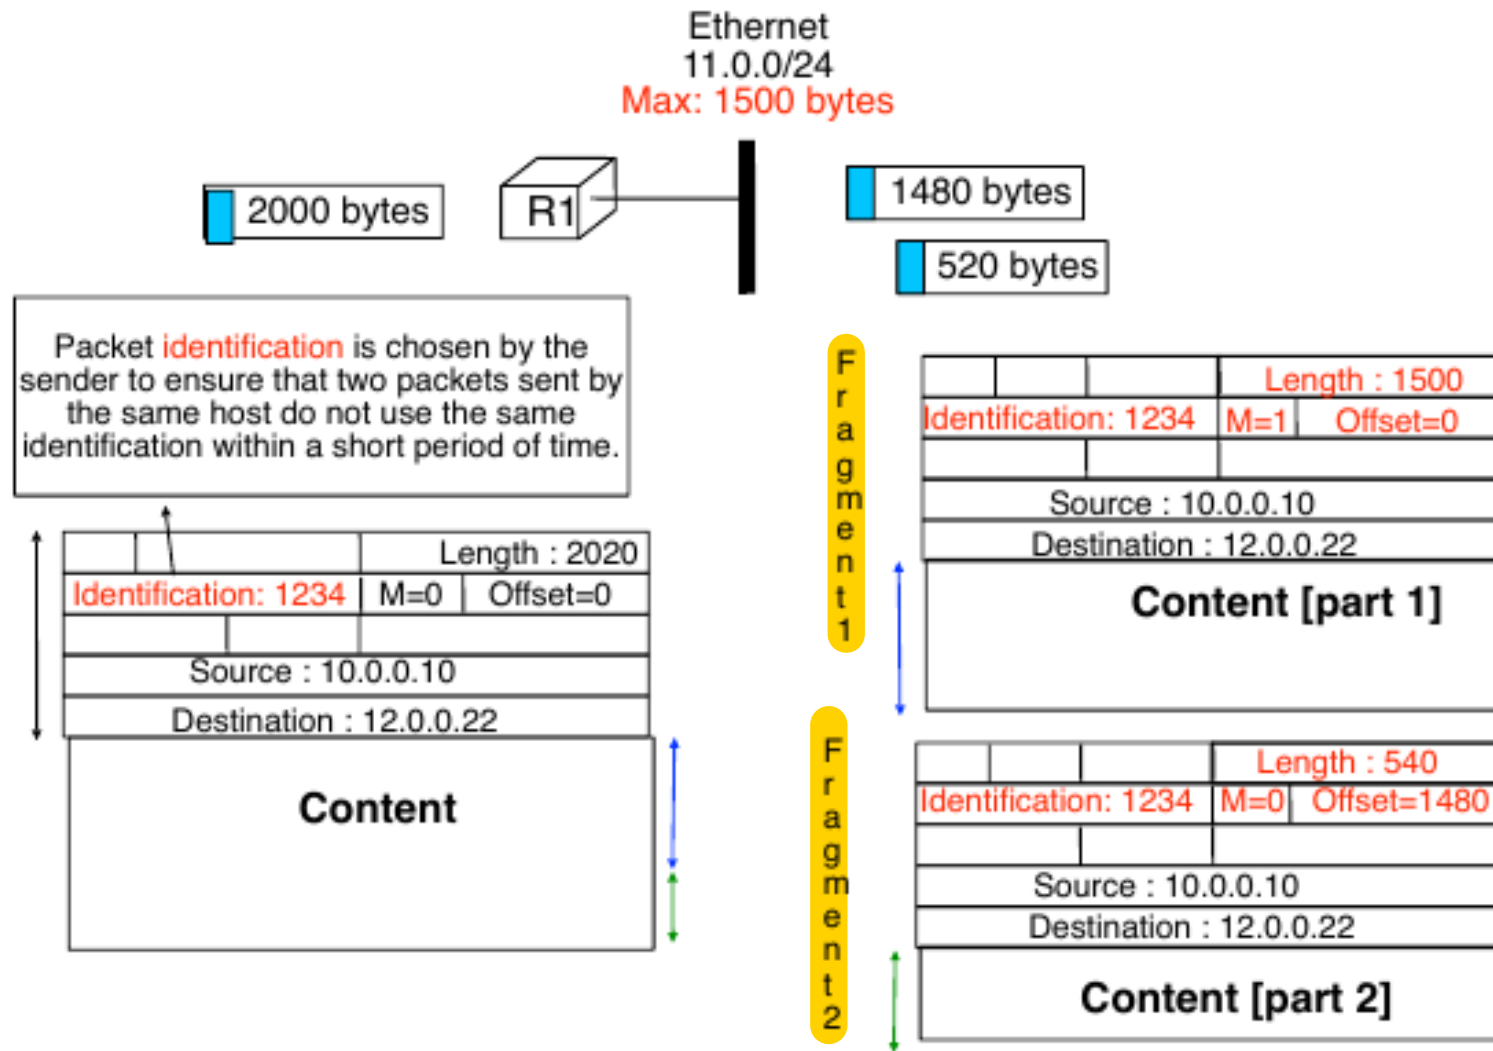 Ethernet
11.0.0/24
Max: 1500 bytes
2000 bytes
R1
1480 bytes
520 bytes
Packet identification is chosen by the
sender to ensure that two packets sent by
the same host do not use the same
identification within a short period of time.
Length : 2020
Identification: 1234 M=0 Offset=0
Source : 10.0.0.10
Destination : 12.0.0.22
Content
Fragment1
Length : 1500
Identification: 1234 M=1 Offset=0
Source : 10.0.0.10
Destination : 12.0.0.22
Content [part 1]
Fragment2
Length : 540
Identification: 1234 M=0 Offset=1480
Source : 10.0.0.10
Destination : 12.0.0.22
Content [part 2]